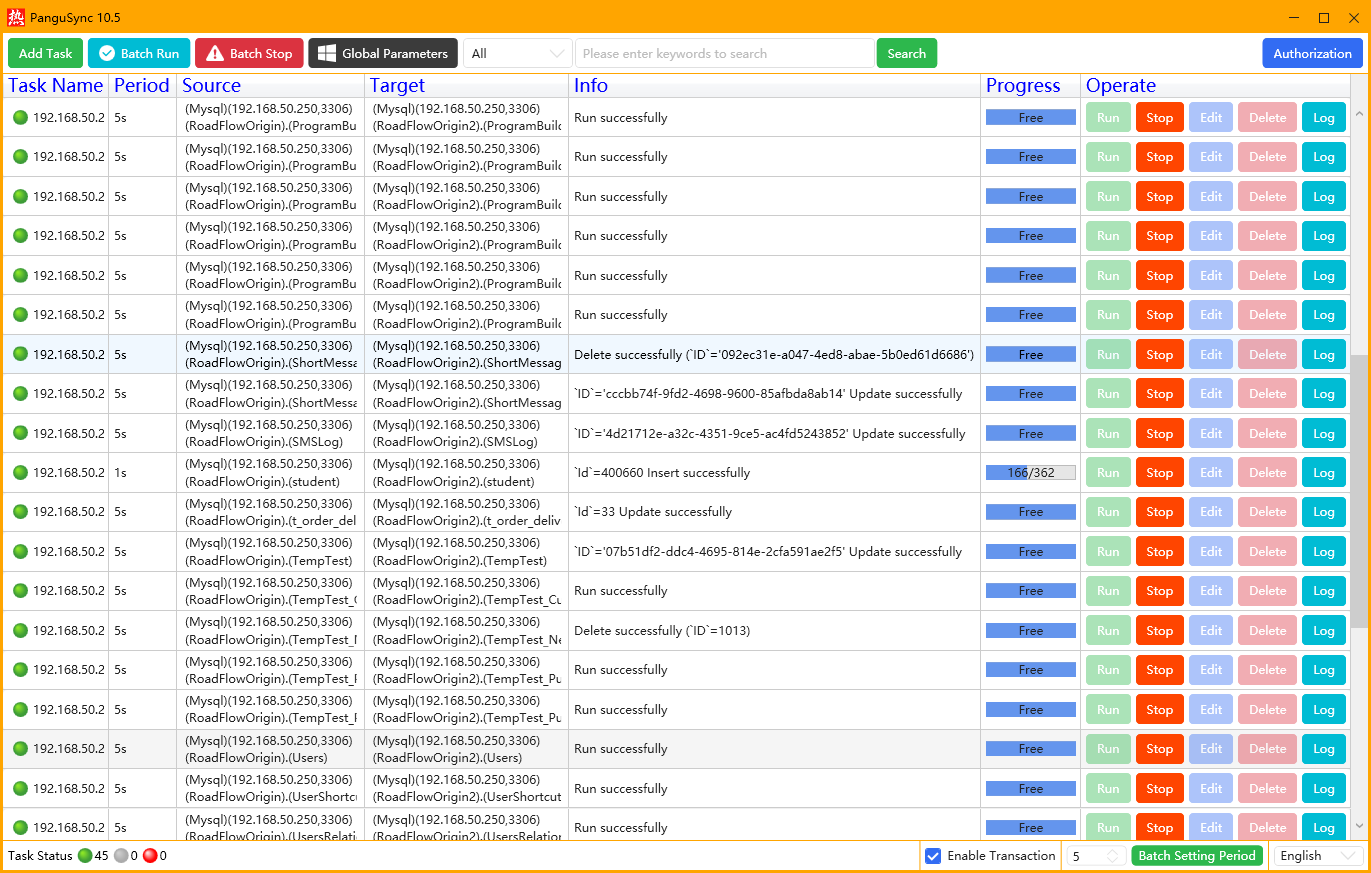 热 PanguSync 10.5
Add Task Batch Run Batch Stop Global Parameters All Please enter keywords to search Search Authorization
Task Name Period Source Target Info Progress Operate
(Mysql)(192.168.50.250,3306) (Mysql)(192.168.50.250,3306)
192.168.50.2 5s Run successfully Free Run Stop Edit Delete Log
(RoadFlowOrigin).(ProgramBu (RoadFlowOrigin2).(ProgramBuild
(Mysql)(192.168.50.250,3306) (Mysql)(192.168.50.250,3306)
192.168.50.2 5s Run successfully Free Run Stop Edit Delete Log
(RoadFlowOrigin).(ProgramBu (RoadFlowOrigin2).(ProgramBuild
(Mysql)(192.168.50.250,3306) (Mysql)(192.168.50.250,3306)
192.168.50.2 5s Run successfully Free Run Stop Edit Delete Log
(RoadFlowOrigin).(ProgramBu (RoadFlowOrigin2).(ProgramBuild
(Mysql)(192.168.50.250,3306) (Mysql)(192.168.50.250,3306)
192.168.50.2 5s Run successfully Free Run Stop Edit Delete Log
(RoadFlowOrigin).(ProgramBu (RoadFlowOrigin2).(ProgramBuild
(Mysql)(192.168.50.250,3306) (Mysql)(192.168.50.250,3306)
192.168.50.2 5s Run successfully Free Run Stop Edit Delete Log
(RoadFlowOrigin).(ProgramBu (RoadFlowOrigin2).(ProgramBuild
(Mysql)(192.168.50.250,3306) (Mysql)(192.168.50.250,3306)
192.168.50.2 5s Run successfully Free Run Stop Edit Delete Log
(RoadFlowOrigin).(ProgramBu (RoadFlowOrigin2).(ProgramBuild
(Mysql)(192.168.50.250,3306) (Mysql)(192.168.50.250,3306)
192.168.50.2 5s Delete successfully (`ID`='092ec31e-a047-4ed8-abae-5b0ed61d6686') Free Run Stop Edit Delete Log
(RoadFlowOrigin).(ShortMessa (RoadFlowOrigin2).(ShortMessag
(Mysql)(192.168.50.250,3306) (Mysql)(192.168.50.250,3306)
192.168.50.2 5s `ID`='cccbb74f-9fd2-4698-9600-85afbda8ab14' Update successfully Free Run Stop Edit Delete Log
(RoadFlowOrigin).(ShortMessa (RoadFlowOrigin2).(ShortMessag
(Mysql)(192.168.50.250,3306) (Mysql)(192.168.50.250,3306)
192.168.50.2 5s `ID`='4d21712e-a32c-4351-9ce5-ac4fd5243852' Update successfully Free Run Stop Edit Delete Log
(RoadFlowOrigin).(SMSLog) (RoadFlowOrigin2).(SMSLog)
(Mysql)(192.168.50.250,3306) (Mysql)(192.168.50.250,3306)
192.168.50.2 1s `Id`=400660 Insert successfully 166/362 Run Stop Edit Delete Log
(RoadFlowOrigin).(student) (RoadFlowOrigin2).(student)
(Mysql)(192.168.50.250,3306) (Mysql)(192.168.50.250,3306)
192.168.50.2 5s `Id`=33 Update successfully Free Run Stop Edit Delete Log
(RoadFlowOrigin).(t_order_del (RoadFlowOrigin2).(t_order_deliv
(Mysql)(192.168.50.250,3306) (Mysql)(192.168.50.250,3306)
192.168.50.2 5s `ID`='07b51df2-ddc4-4695-814e-2cfa591ae2f5' Update successfully Free Run Stop Edit Delete Log
(RoadFlowOrigin).(TempTest) (RoadFlowOrigin2).(TempTest)
(Mysql)(192.168.50.250,3306) (Mysql)(192.168.50.250,3306)
192.168.50.2 5s Run successfully Free Run Stop Edit Delete Log
(RoadFlowOrigin).(TempTest_C (RoadFlowOrigin2).(TempTest_Cu
(Mysql)(192.168.50.250,3306) (Mysql)(192.168.50.250,3306)
192.168.50.2 5s Delete successfully (`ID`=1013) Free Run Stop Edit Delete Log
(RoadFlowOrigin).(TempTest_N (RoadFlowOrigin2).(TempTest_Ne
(Mysql)(192.168.50.250,3306) (Mysql)(192.168.50.250,3306)
192.168.50.2 5s Run successfully Free Run Stop Edit Delete Log
(RoadFlowOrigin).(TempTest_P (RoadFlowOrigin2).(TempTest_Pu
(Mysql)(192.168.50.250,3306) (Mysql)(192.168.50.250,3306)
192.168.50.2 5s Run successfully Free Run Stop Edit Delete Log
(RoadFlowOrigin).(TempTest_P (RoadFlowOrigin2).(TempTest_Pu
(Mysql)(192.168.50.250,3306) (Mysql)(192.168.50.250,3306)
192.168.50.2 5s Run successfully Free Run Stop Edit Delete Log
(RoadFlowOrigin).(Users) (RoadFlowOrigin2).(Users)
(Mysql)(192.168.50.250,3306) (Mysql)(192.168.50.250,3306)
192.168.50.2 5s Run successfully Free Run Stop Edit Delete Log
(RoadFlowOrigin).(UserShortcu (RoadFlowOrigin2).(UserShortcut
(Mysql)(192.168.50.250,3306) (Mysql)(192.168.50.250,3306)
192.168.50.2 5s Run successfully Free Run Stop Edit Delete Log
(RoadFlowOrigin).(UsersRelati (RoadFlowOrigin2).(UsersRelation
Task Status 45 0 0 Enable Transaction 5 Batch Setting Period English